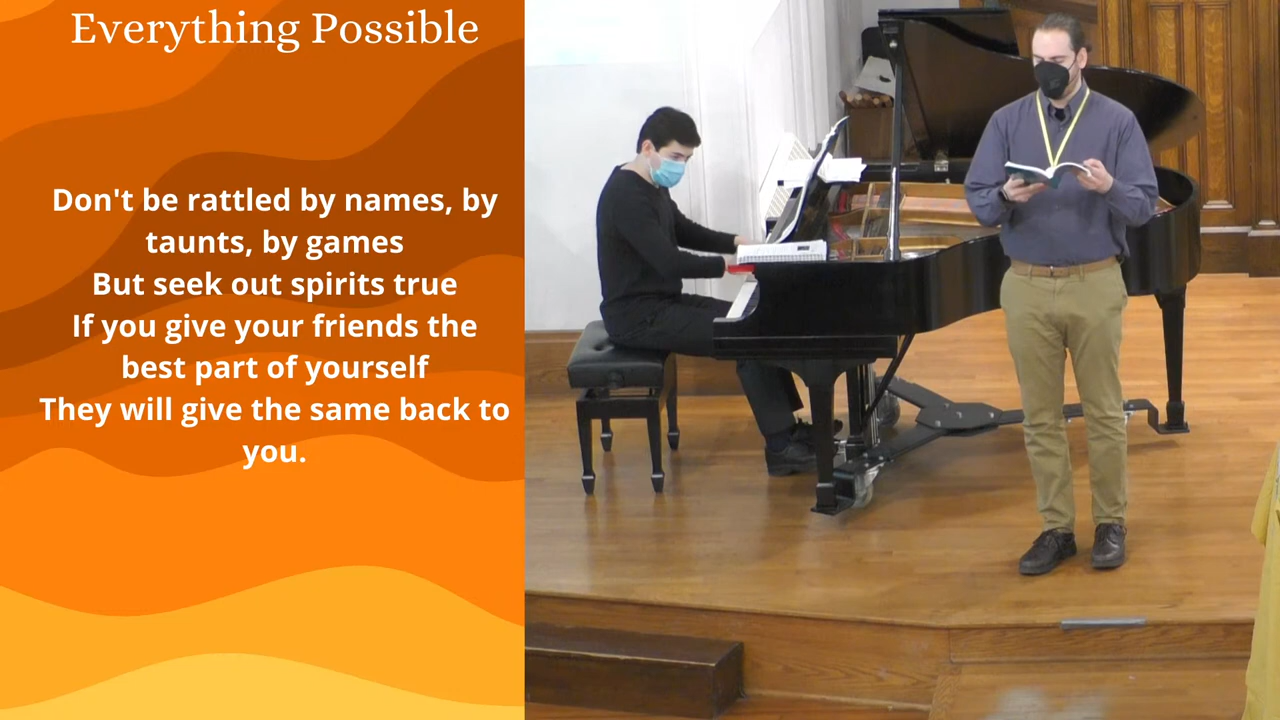 Everything Possible
Don't be rattled by names, by
taunts, by games
But seek out spirits true
If you give your friends the
best part of yourself
They will give the same back to
you.